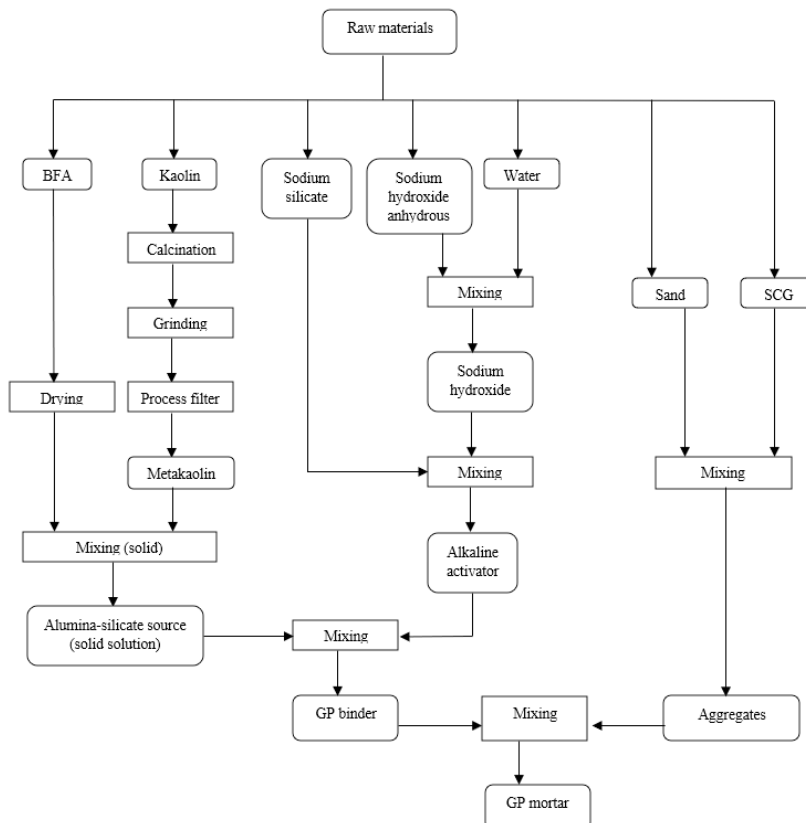 Raw materials
BFA
Kaolin
Sodium
silicate
Sodium
hydroxide
anhydrous
Water
Calcination
Mixing
Sand
SCG
Grinding
Sodium
hydroxide
Drying
Process filter
Metakaolin
Mixing
Mixing
Mixing (solid)
Alkaline
activator
Alumina-silicate source
(solid solution)
Mixing
GP binder
Mixing
Aggregates
GP mortar